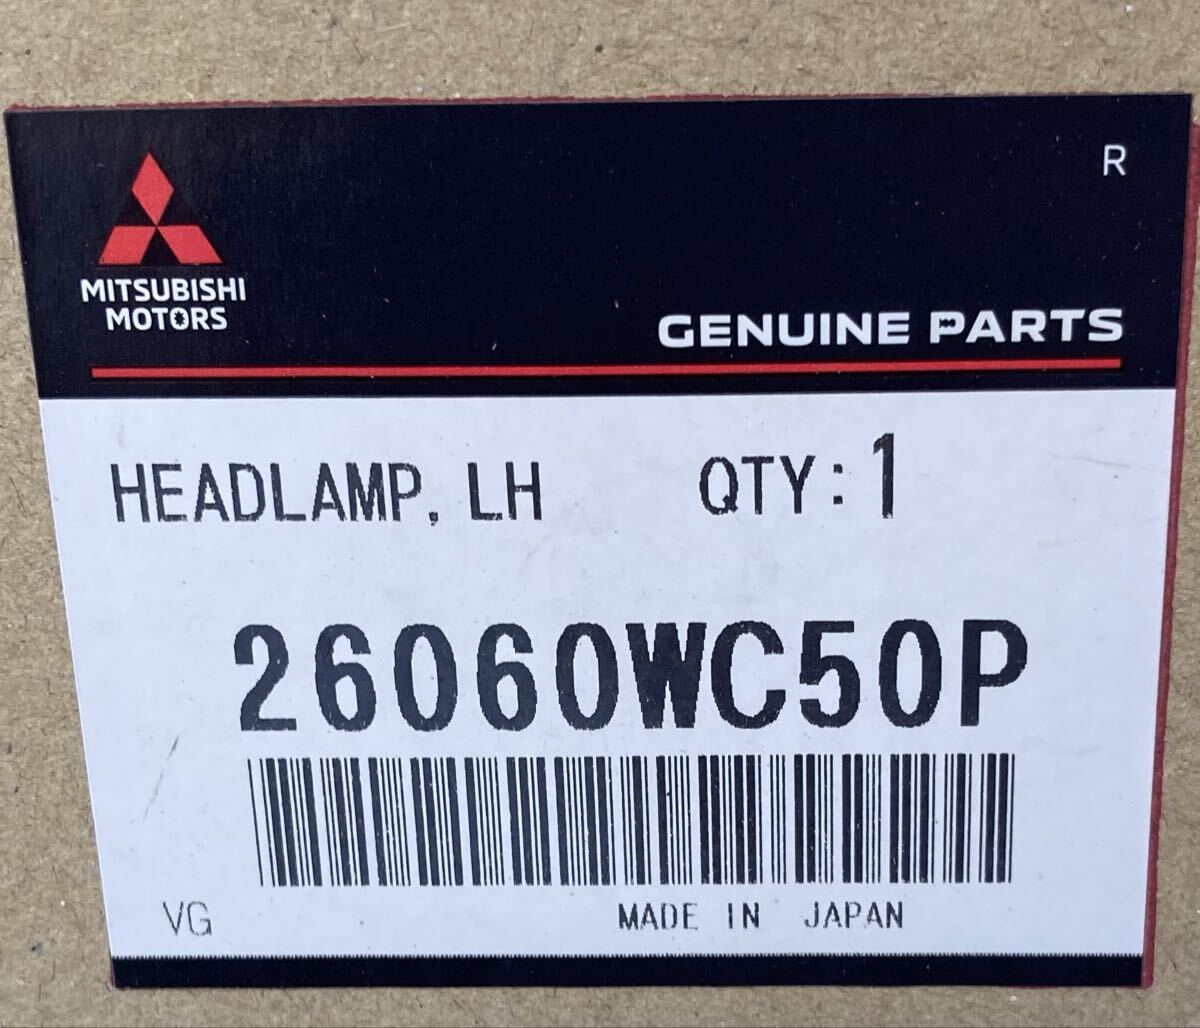 R
MITSUBISHI
MOTORS
GENUINE PARTS
HEADLAMP, LH QTY:1
26060WC50P
VG MADE IN JAPAN